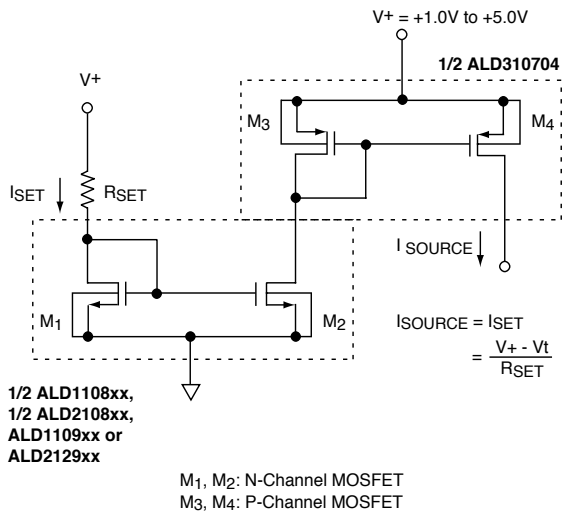 V+ = +1.0V to +5.0V
1/2 ALD310704
V+
M3
M4
ISET
RSET
I SOURCE
M1
M2
ISOURCE = ISET
= V+ - Vt
RSET
1/2 ALD1108xx,
1/2 ALD2108xx,
ALD1109xx or
ALD2129xx
M1, M2: N-Channel MOSFET
M3, M4: P-Channel MOSFET